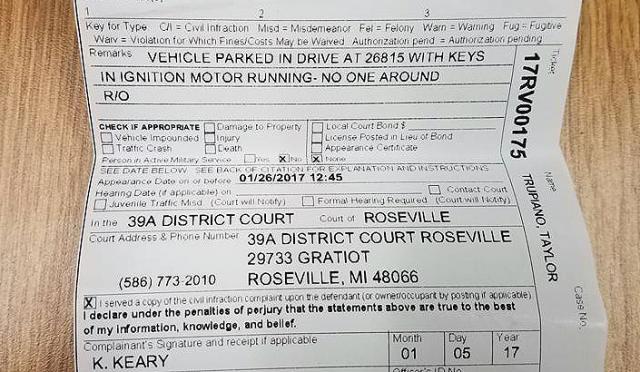 1 2 3
Key for Type C/I = Civil Infraction Misd = Misdemeanor Fel = Felony Warn = Warning Fug = Fugitive
Warv = Violation for Which Fines/Costs May be Waived Authorization pend = Authorization pending
Remarks VEHICLE PARKED IN DRIVE AT 26815 WITH KEYS
IN IGNITION MOTOR RUNNING- NO ONE AROUND
R/O
CHECK IF APPROPRIATE Damage to Property Local Court Bond $
Vehicle Impounded Injury License Posted in Lieu of Bond
Traffic Crash Death Appearance Certificate
Person in Active Military Service Yes X No X None
SEE DATE BELOW. SEE BACK OF CITATION FOR EXPLANATION AND INSTRUCTIONS
Appearance Date on or before 01/26/2017 12:45
Hearing Date (if applicable) on Contact Court
Juvenile Traffic Misd (Court will Notify) Formal Hearing Required (Court will Notify)
In the 39A DISTRICT COURT Court of ROSEVILLE
Court Address & Phone Number 39A DISTRICT COURT ROSEVILLE
29733 GRATIOT
(586) 773-2010 ROSEVILLE, MI 48066
X I served a copy of the civil infraction complaint upon the defendant (or owner/occupant by posting if applicable)
I declare under the penalties of perjury that the statements above are true to the best
of my information, knowledge, and belief.
Complainant's Signature and receipt if applicable Month Day Year
K. KEARY 01 05 17
Officer's ID No.
Ticket
17RV00175
Name
TRUPIANO, TAYLOR
Case No.